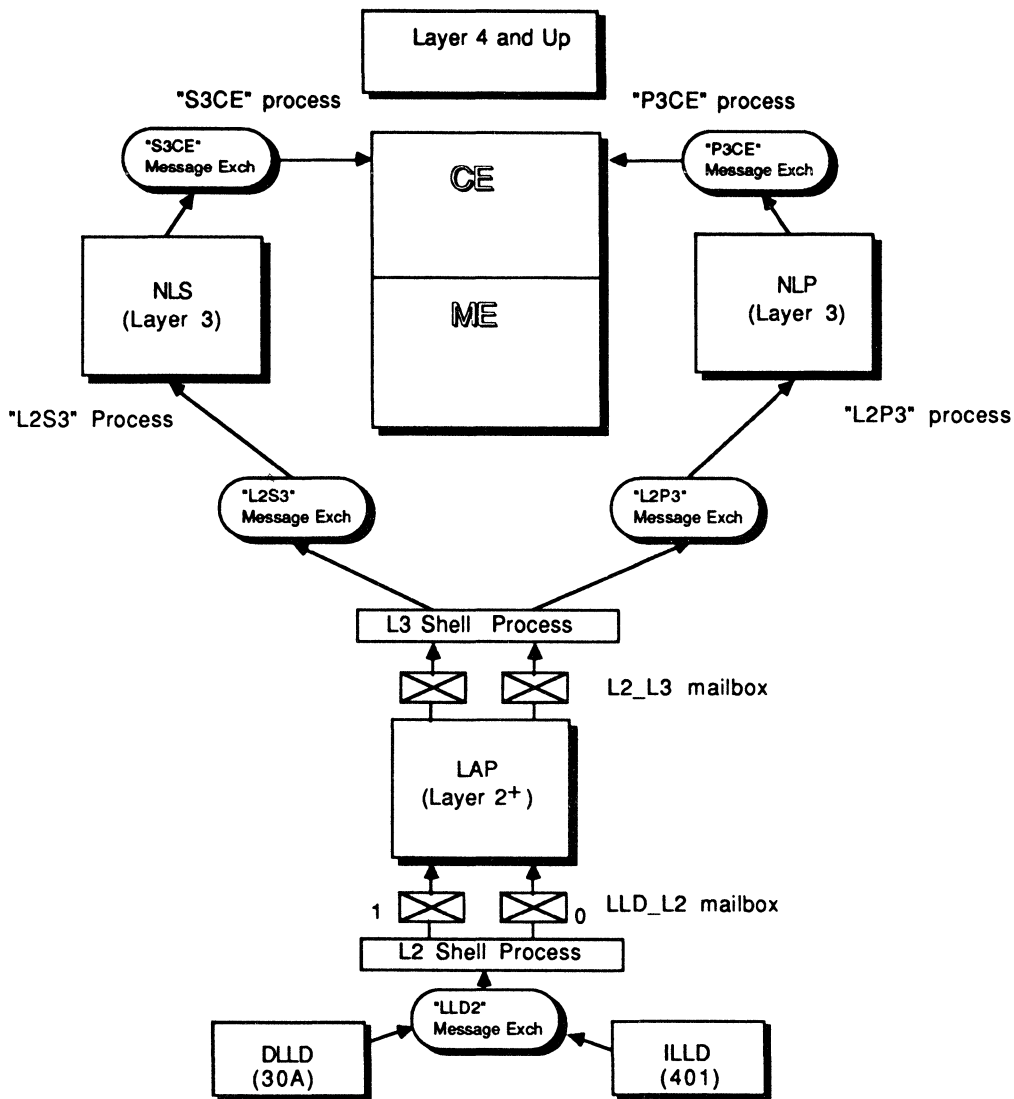 Layer 4 and Up
"S3CE" process
"P3CE" process
"S3CE"
Message Exch
CE
"P3CE"
Message Exch
NLS
(Layer 3)
ME
NLP
(Layer 3)
"L2S3" Process
"L2P3" process
"L2S3"
Message Exch
"L2P3"
Message Exch
L3 Shell Process
L2_L3 mailbox
LAP
(Layer 2+)
1
0
LLD_L2 mailbox
L2 Shell Process
"LLD2"
Message Exch
DLLD
(30A)
ILLD
(401)